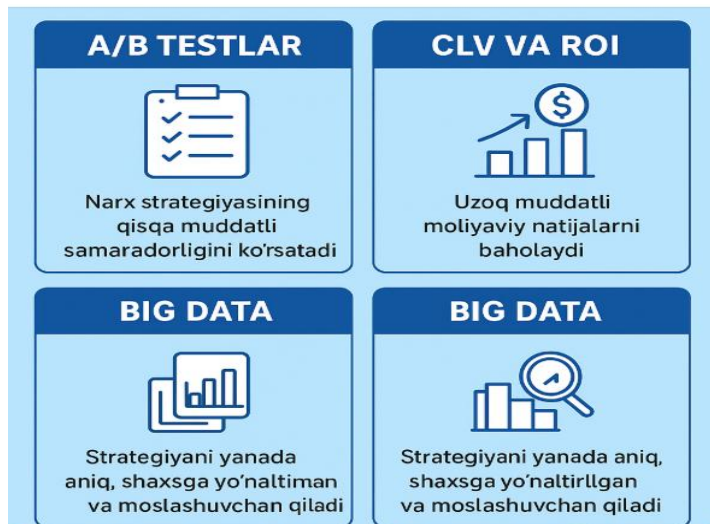 A/B TESTLAR
Narx strategiyasining
qisqa muddatli
samaradorligini ko'rsatadi
CLV VA ROI
$
Uzoq muddatli
moliyaviy natijalarni
baholaydi
BIG DATA
Strategiyani yanada
aniq, shaxsga yo'naltiman
va moslashuvchan qiladi
BIG DATA
Strategiyani yanada aniq,
shaxsga yo'naltirllgan
va moslashuvchan qiladi